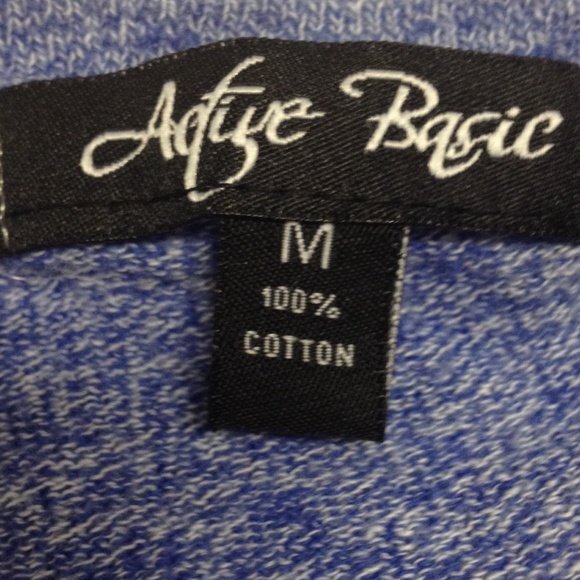 Active Basic
M
100%
COTTON